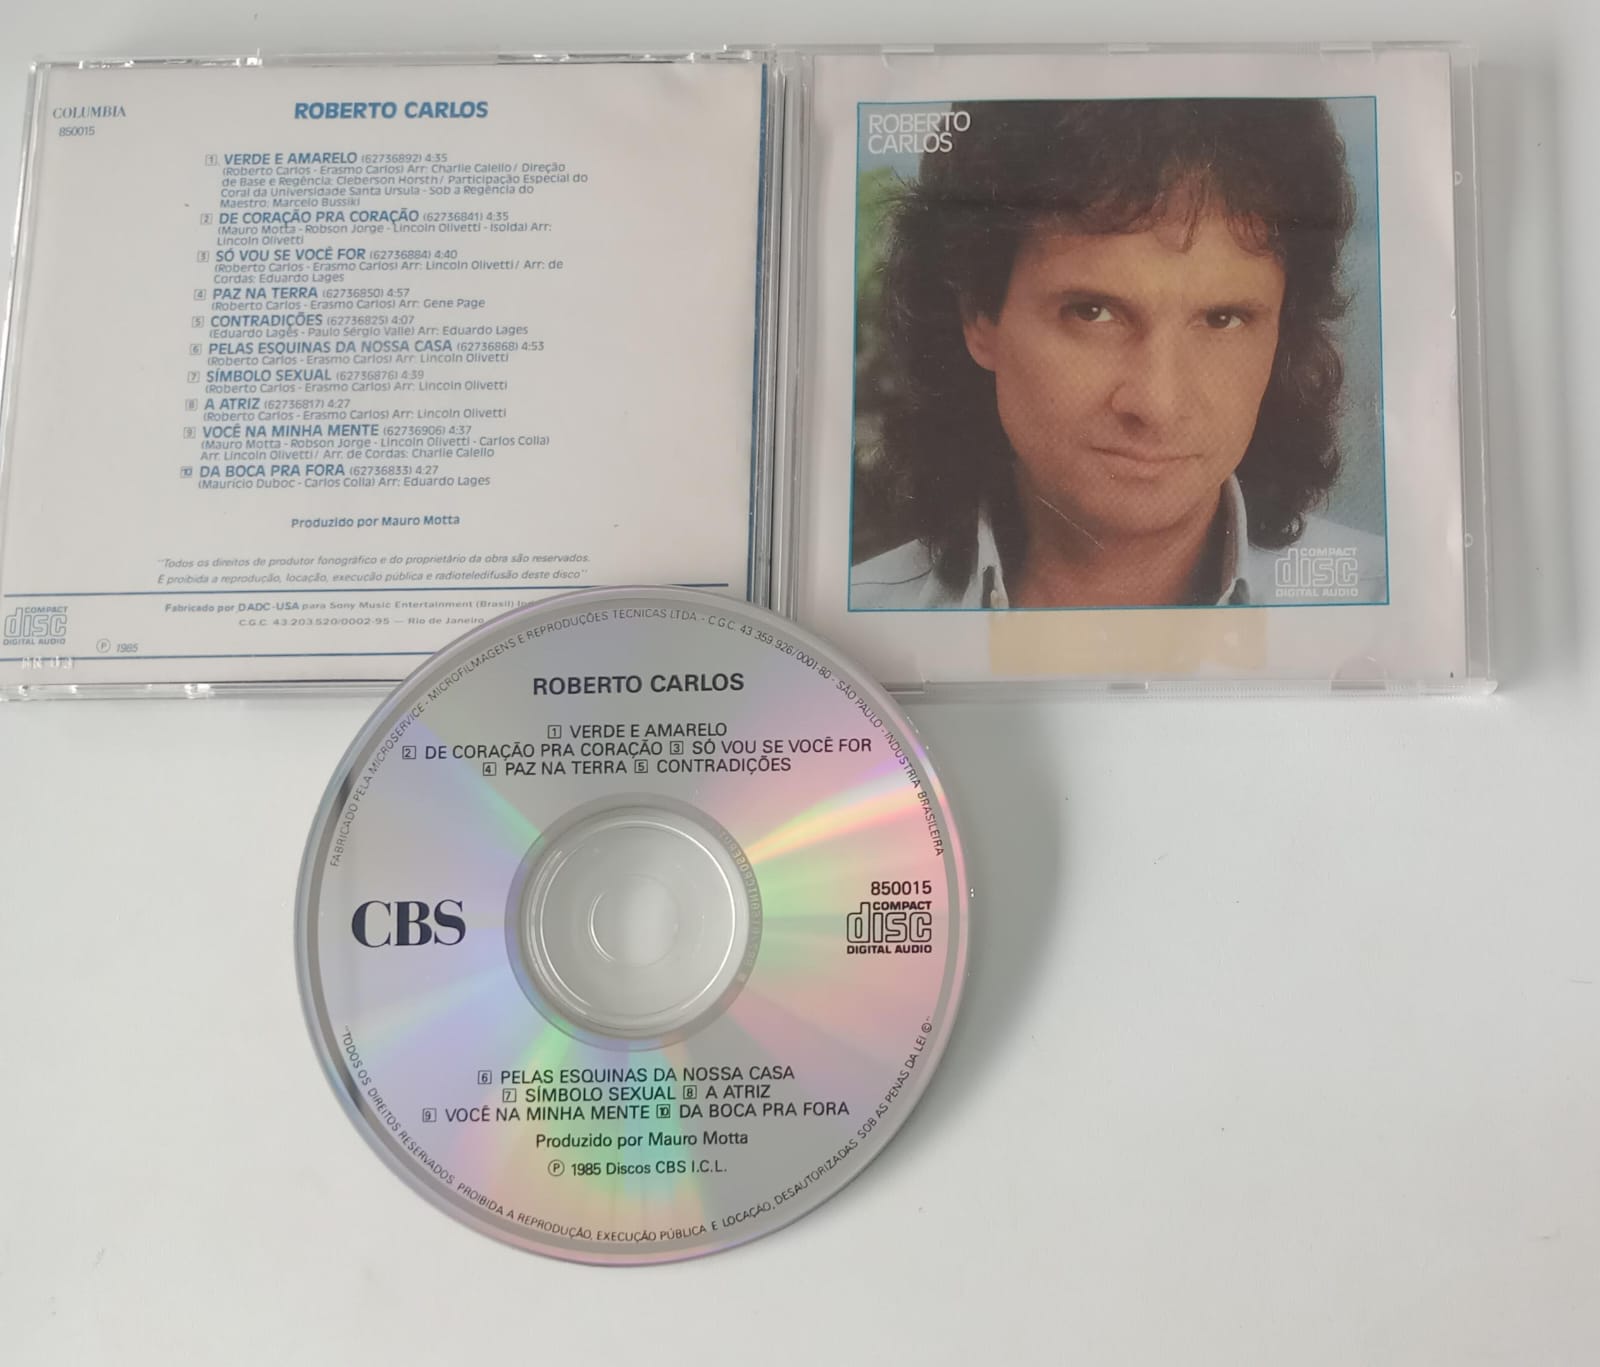 COLUMBIA
850015
ROBERTO CARLOS
1 VERDE E AMARELO (62736892) 4:35
(Roberto Carlos - Erasmo Carlos) Arr: Charlie Calello / Direção
de Base e Regência: Cleberson Horsth / Participação Especial do
Coral da Universidade Santa Ursula - Sob a Regência do
Maestro: Marcelo Bussiki
2 DE CORAÇÃO PRA CORAÇÃO (62736841) 4:35
(Mauro Motta - Robson Jorge - Lincoln Olivetti - Isolda) Arr:
Lincoln Olivetti
3 SÓ VOU SE VOCÊ FOR (62736884) 4:40
(Roberto Carlos - Erasmo Carlos) Arr: Lincoln Olivetti / Arr: de
Cordas: Eduardo Lages
4 PAZ NA TERRA (62736850) 4:57
(Roberto Carlos - Erasmo Carlos) Arr: Gene Page
5 CONTRADIÇÕES (62736825) 4:07
(Eduardo Lages - Paulo Sérgio Valle) Arr: Eduardo Lages
6 PELAS ESQUINAS DA NOSSA CASA (62736868) 4:53
(Roberto Carlos - Erasmo Carlos) Arr: Lincoln Olivetti
7 SÍMBOLO SEXUAL (62736876) 4:39
(Roberto Carlos - Erasmo Carlos) Arr: Lincoln Olivetti
8 A ATRIZ (62736817) 4:27
(Roberto Carlos - Erasmo Carlos) Arr: Lincoln Olivetti
9 VOCÊ NA MINHA MENTE (62736906) 4:37
(Mauro Motta - Robson Jorge - Lincoln Olivetti - Carlos Colla)
Arr. Lincoln Olivetti / Arr. de Cordas: Charlie Calello
10 DA BOCA PRA FORA (62736833) 4:27
(Maurício Duboc - Carlos Colla) Arr: Eduardo Lages
Produzido por Mauro Motta
"Todos os direitos de produtor fonográfico e do proprietário da obra são reservados.
É proibida a reprodução, locação, execução pública e radioteledifusão deste disco"
Fabricado por DADC-USA para Sony Music Entertainment (Brasil)
C.G.C. 43.203.520/0002-95 — Rio de Janeiro
COMPACT
disc
DIGITAL AUDIO
℗ 1985
ROBERTO
CARLOS
COMPACT
disc
DIGITAL AUDIO
FABRICADO PELA MICROSERVICE - MICROFILMAGENS E REPRODUÇÕES TECNICAS LTDA - C.G.C. 43 359 926/0001-80 - SÃO PAULO - INDUSTRIA BRASILEIRA
ROBERTO CARLOS
1 VERDE E AMARELO
2 DE CORAÇÃO PRA CORAÇÃO 3 SÓ VOU SE VOCÊ FOR
4 PAZ NA TERRA 5 CONTRADIÇÕES
CBS
850015
COMPACT
disc
DIGITAL AUDIO
6 PELAS ESQUINAS DA NOSSA CASA
7 SÍMBOLO SEXUAL 8 A ATRIZ
9 VOCÊ NA MINHA MENTE 10 DA BOCA PRA FORA
Produzido por Mauro Motta
℗ 1985 Discos CBS I.C.L.
"TODOS OS DIREITOS RESERVADOS. PROIBIDA A REPRODUÇÃO, EXECUÇÃO PÚBLICA E LOCAÇÃO, DESAUTORIZADAS. SOB AS PENAS DA LEI ©"